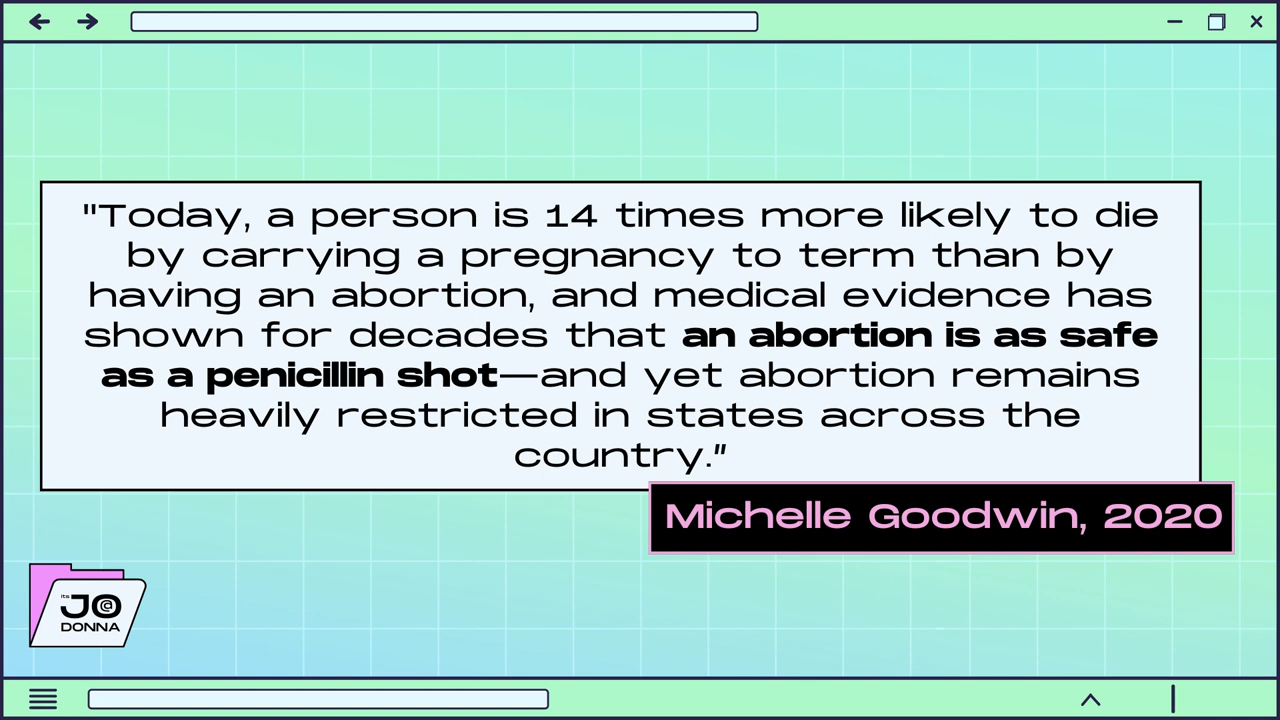 "Today, a person is 14 times more likely to die
by carrying a pregnancy to term than by
having an abortion, and medical evidence has
shown for decades that an abortion is as safe
as a penicillin shot—and yet abortion remains
heavily restricted in states across the
country.”
Michelle Goodwin, 2020
its JO
DONNA